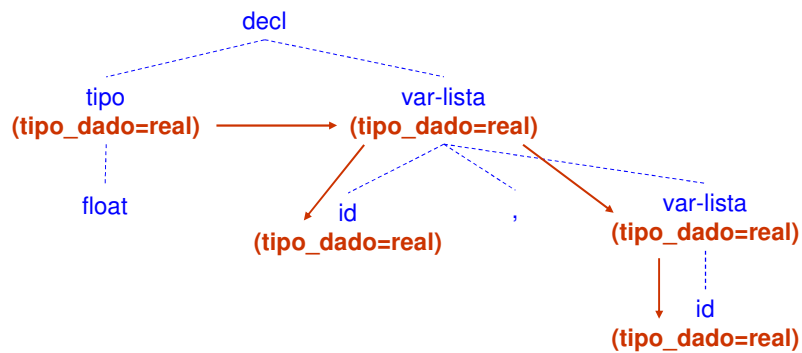 decl
tipo
(tipo_dado=real)
var-lista
(tipo_dado=real)
float
id
(tipo_dado=real)
,
var-lista
(tipo_dado=real)
id
(tipo_dado=real)